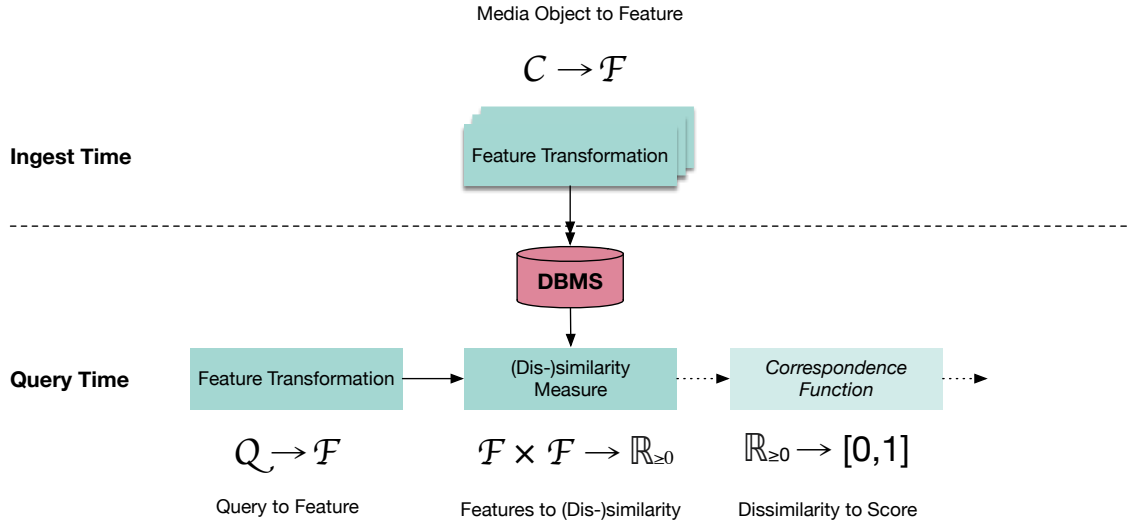 Media Object to Feature
C → F
Ingest Time
Feature Transformation
DBMS
Query Time
Feature Transformation
(Dis-)similarity
Measure
Correspondence
Function
Q → F
F × F → ℝ≥0
ℝ≥0 → [0,1]
Query to Feature
Features to (Dis-)similarity
Dissimilarity to Score